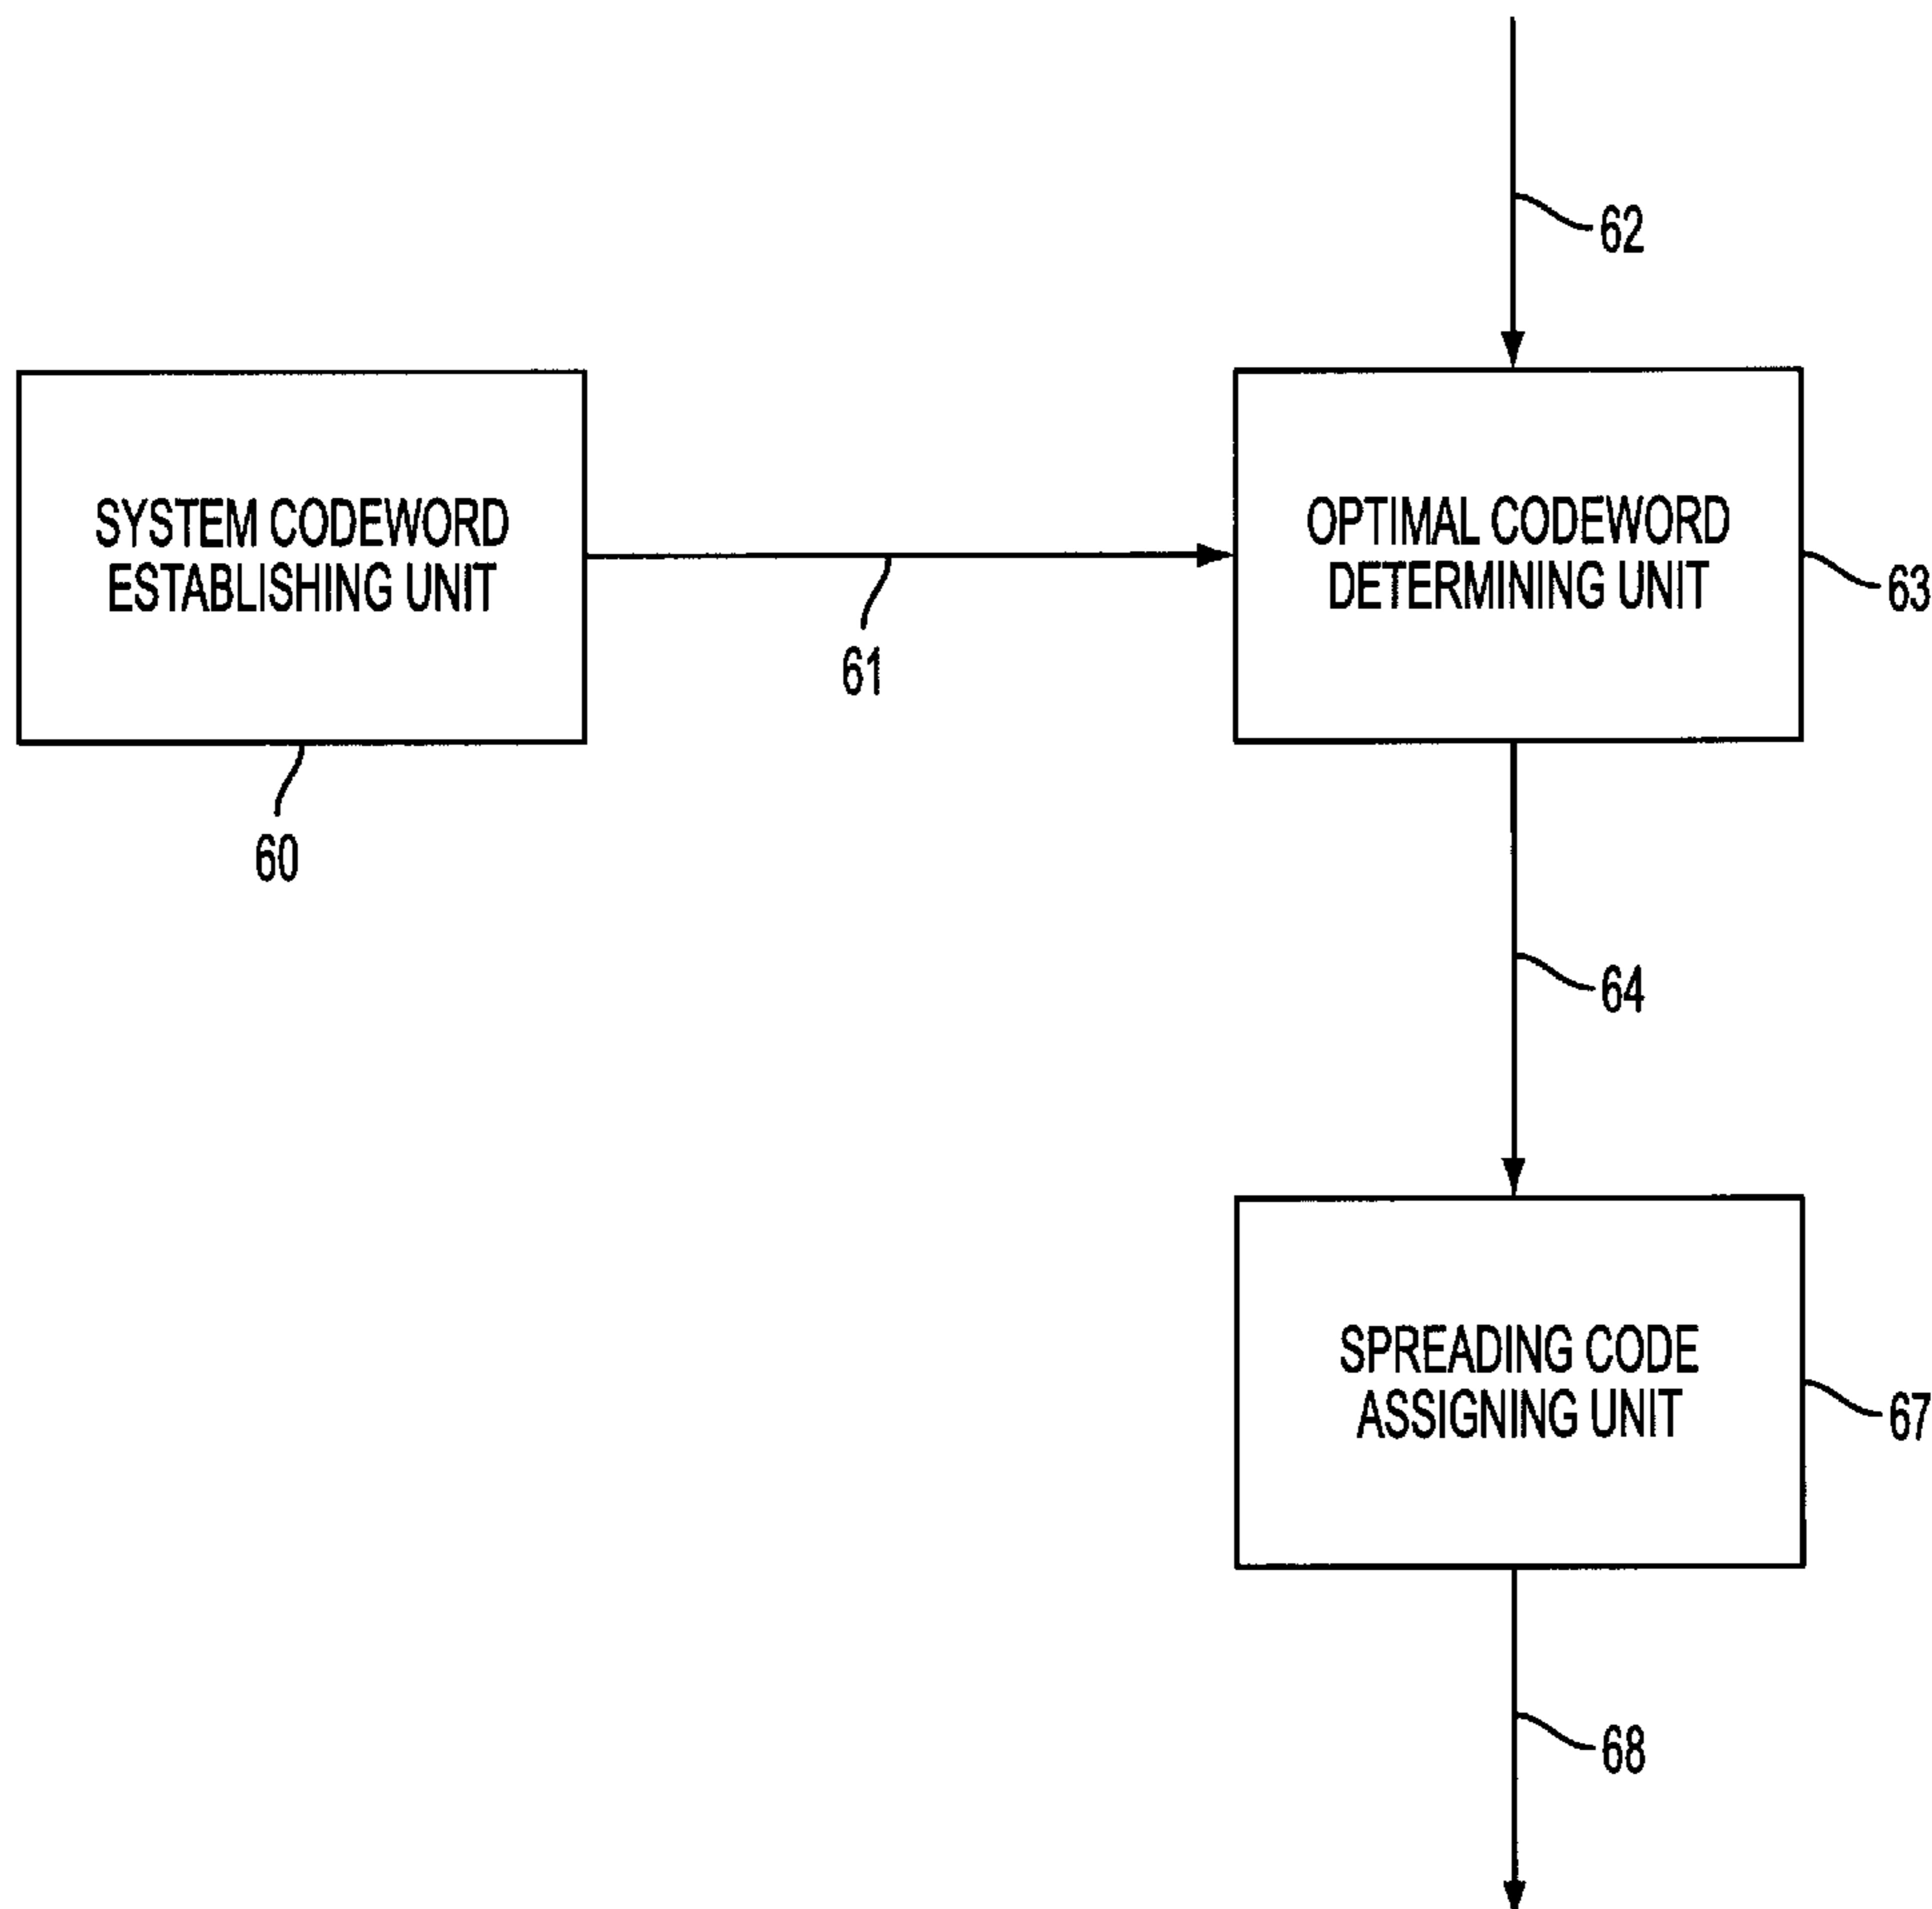 62
SYSTEM CODEWORD
ESTABLISHING UNIT
OPTIMAL CODEWORD
DETERMINING UNIT
63
61
60
64
SPREADING CODE
ASSIGNING UNIT
67
68